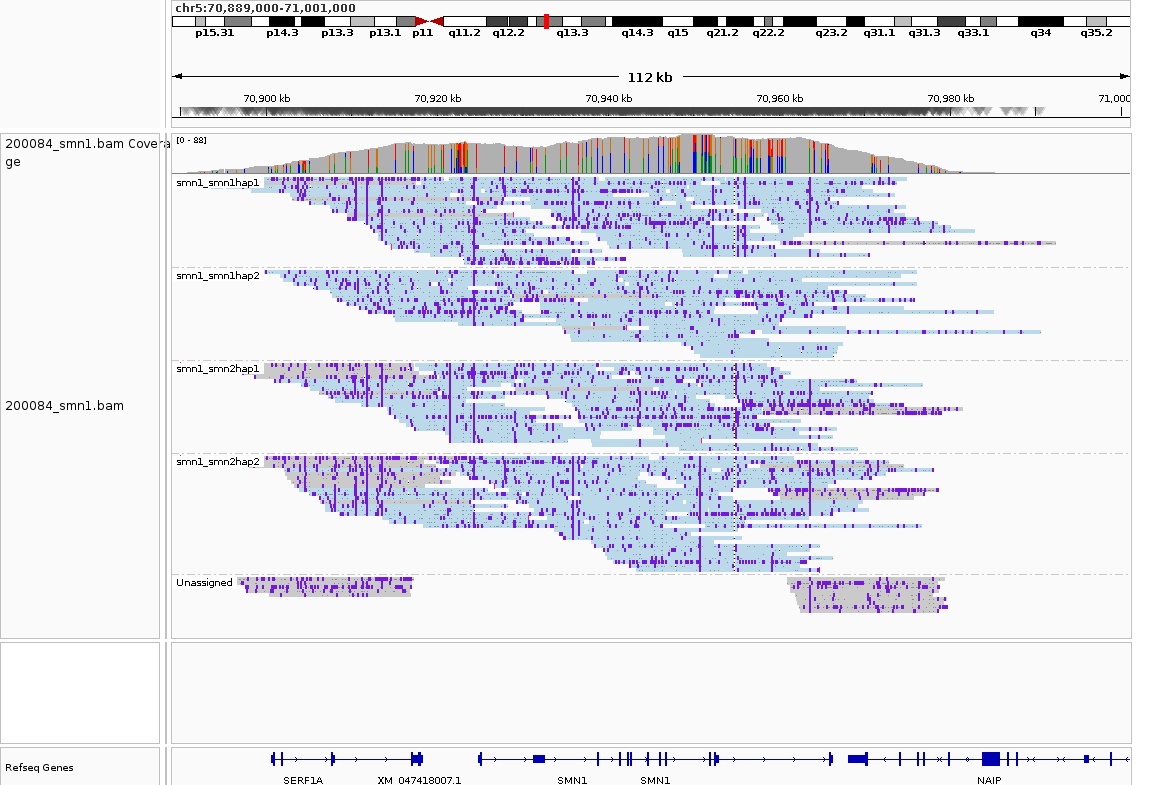 chr5:70,889,000-71,001,000
p15.31 p14.3 p13.3 p13.1 p11 q11.2 q12.2 q13.3 q14.3 q15 q21.2 q22.2 q23.2 q31.1 q31.3 q33.1 q34 q35.2
112 kb
70,900 kb 70,920 kb 70,940 kb 70,960 kb 70,980 kb 71,000
200084_smn1.bam Covera
ge
[0 - 88]
smn1_smn1hap1
smn1_smn1hap2
smn1_smn2hap1
200084_smn1.bam
smn1_smn2hap2
Unassigned
Refseq Genes
SERF1A XM_047418007.1 SMN1 SMN1 NAIP